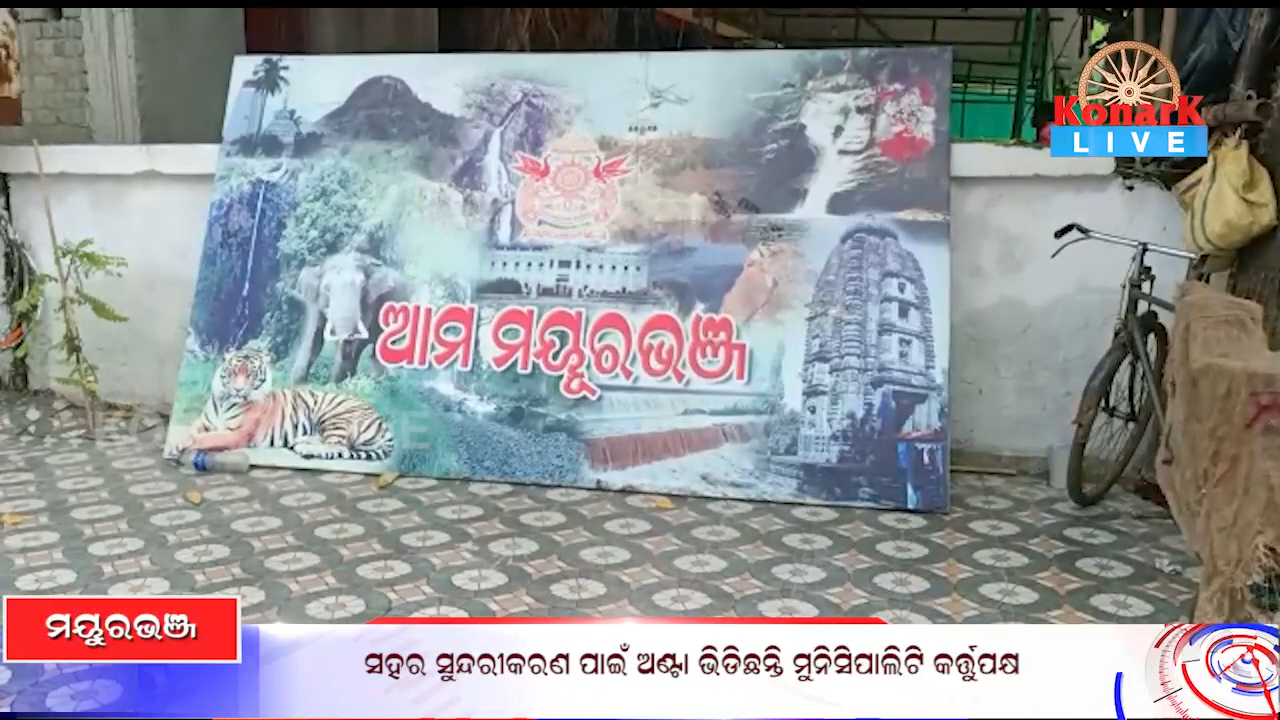 Konark
LIVE
ଆମ ମୟୂରଭଞ୍ଜ
ମୟୁରଭଞ୍ଜ
ସହର ସୁନ୍ଦରୀକରଣ ପାଇଁ ଅଣ୍ଟା ଭିଡିଛନ୍ତି ମୁନିସିପାଲିଟି କର୍ତ୍ତୁପକ୍ଷ